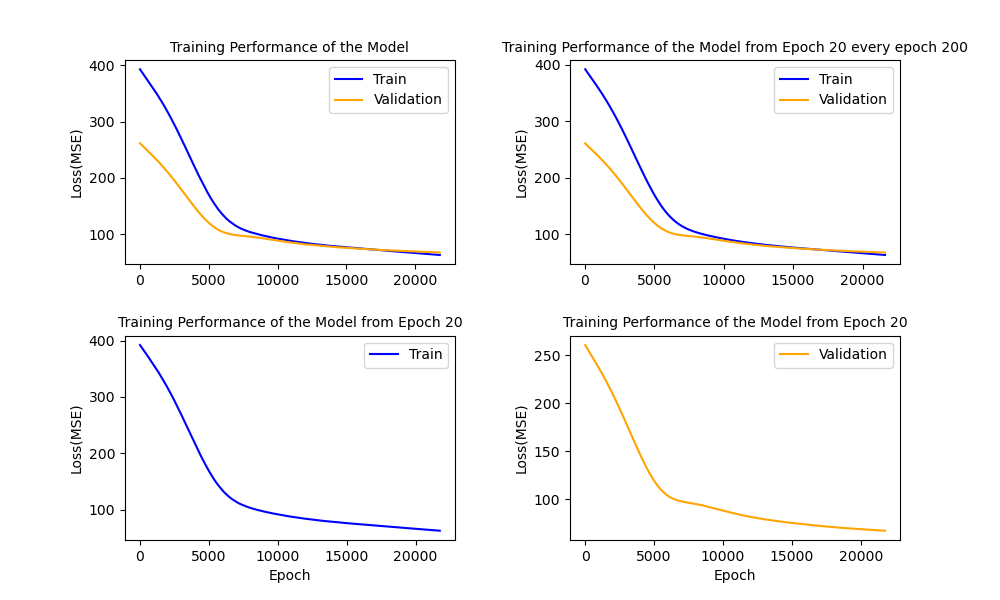 Training Performance of the Model
400
300
200
100
Loss(MSE)
Train
Validation
0 5000 10000 15000 20000
Training Performance of the Model from Epoch 20 every epoch 200
400
300
200
100
Loss(MSE)
Train
Validation
0 5000 10000 15000 20000
Training Performance of the Model from Epoch 20
400
300
200
100
Loss(MSE)
Train
0 5000 10000 15000 20000
Epoch
Training Performance of the Model from Epoch 20
250
200
150
100
Loss(MSE)
Validation
0 5000 10000 15000 20000
Epoch